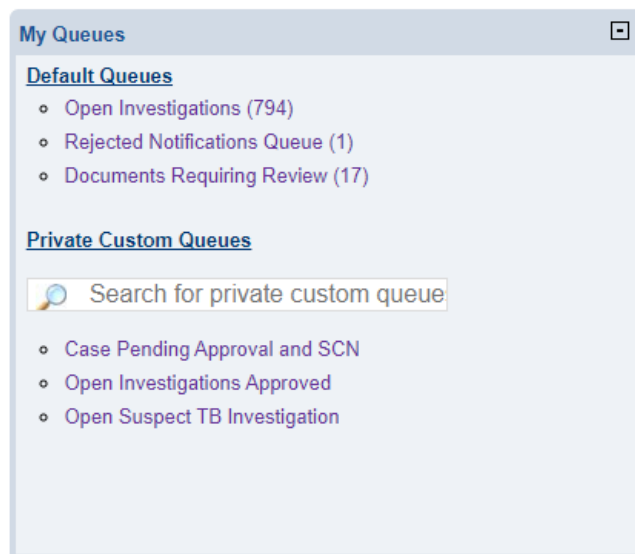 My Queues
Default Queues
Open Investigations (794)
Rejected Notifications Queue (1)
Documents Requiring Review (17)
Private Custom Queues
Search for private custom queue
Case Pending Approval and SCN
Open Investigations Approved
Open Suspect TB Investigation